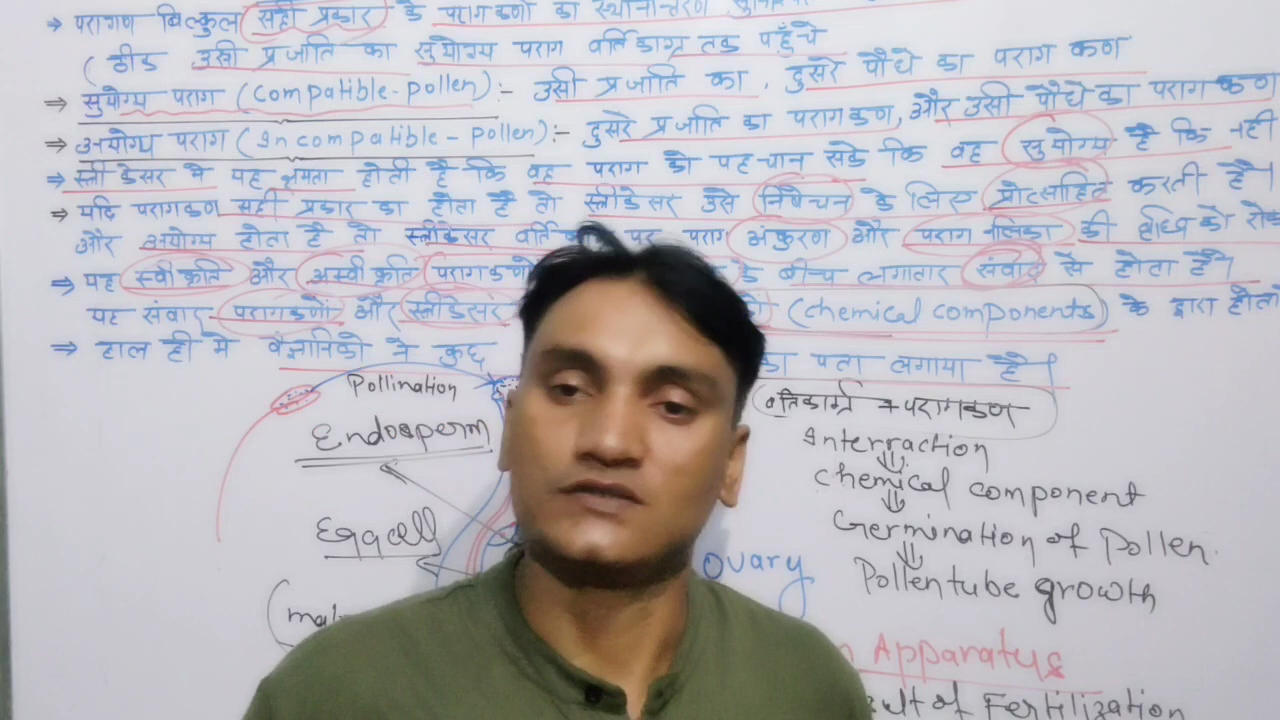 → परागण बिल्कुल सही प्रकार के परागकणों का स्थानान्तरण
( ठीक उसी प्रजाति का सुयोग्य पराग वर्तिकाग्र तक पहुँचे
⇒ सुयोग्य पराग (Compatible-pollen):- उसी प्रजाति का, दुसरे पौधे का पराग कण
⇒ अयोग्य पराग (Incompatible-pollen):- दुसरे प्रजाति का परागकण, और उसी पौधे का परागकण
⇒ स्त्रीकेसर मे यह क्षमता होती है कि वह पराग को पहचान सके कि वह सुयोग्य है कि नही
⇒ यदि परागकण सही प्रकार का होता है तो स्त्रीकेसर उसे निषेचन के लिए प्रोत्साहित करती है।
और अयोग्य होता है तो स्त्रीकेसर पर पराग अंकुरण और पराग नलिका की वृध्दि को
⇒ यह स्वीकृति और अस्वीकृति के बीच लगातार संवाद से होता है।
यह संवाद परागकणों और स्त्रीकेसर (chemical components) के द्वारा होता
⇒ हाल ही मे वैज्ञानिको ने कुछ का पता लगाया है।
Pollination
वर्तिकाग्र + परागकण
Endosperm
Interraction
⇓
Chemical component
⇓
Egg cell
Germination of Pollen.
⇓
Ovary
Pollentube growth
Apparatus
of Fertilization